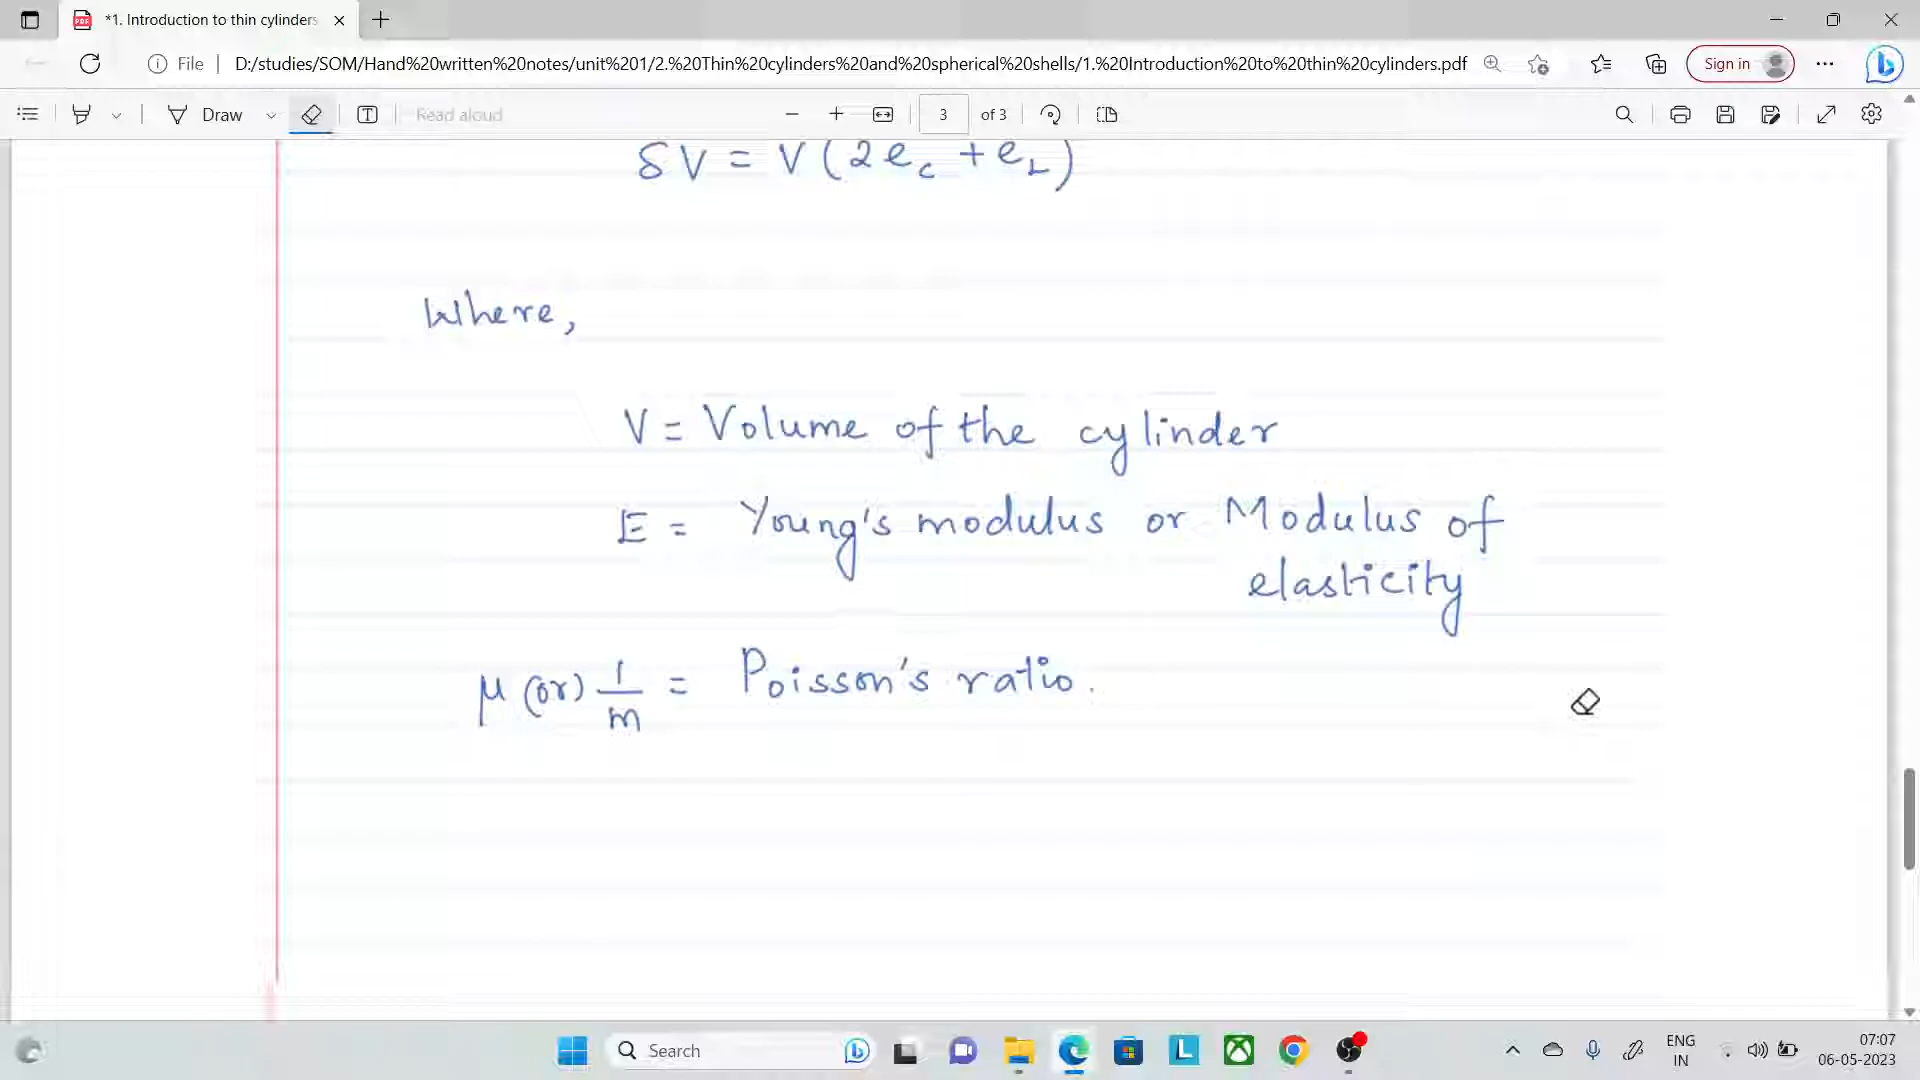 *1. Introduction to thin cylinders
File
D:/studies/SOM/Hand%20written%20notes/unit%201/2.%20Thin%20cylinders%20and%20spherical%20shells/1.%20Introduction%20to%20thin%20cylinders.pdf
Sign in
Draw
Read aloud
3 of 3
δV = V(2e_c + e_L)
Where,
V = Volume of the cylinder
E = Young's modulus or Modulus of
elasticity
μ (or) 1/m = Poisson's ratio.
Search
ENG
IN
07:07
06-05-2023